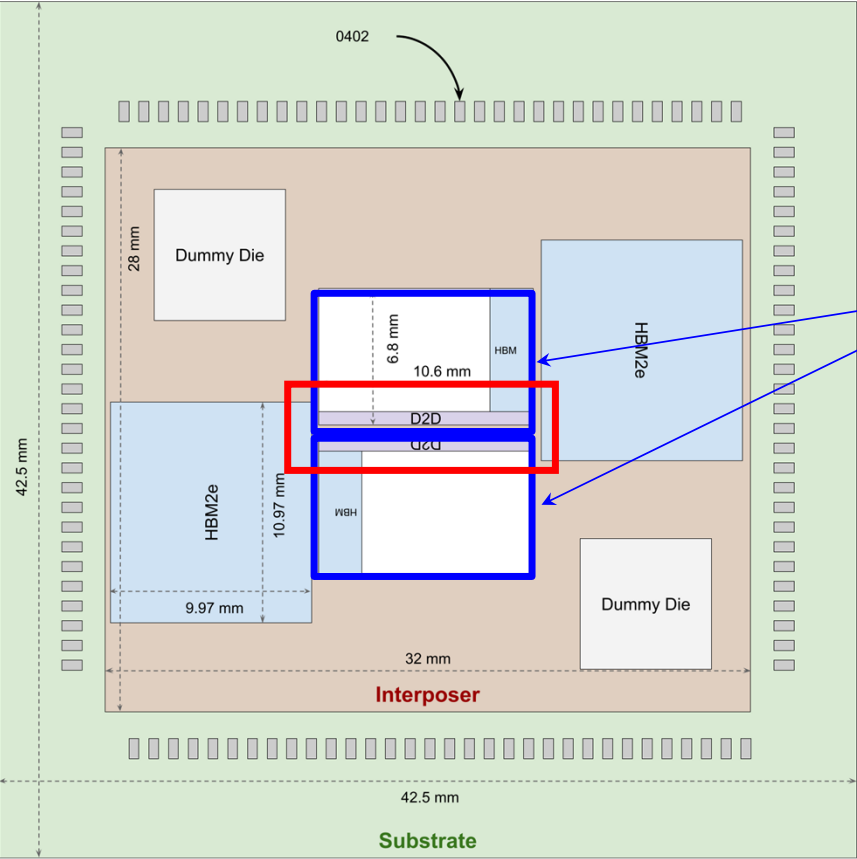 0402
Dummy Die
28 mm
HBM2e
6.8 mm
HBM
10.6 mm
D2D
D2D
42.5 mm
HBM2e
10.97 mm
HBM
9.97 mm
Dummy Die
32 mm
Interposer
42.5 mm
Substrate